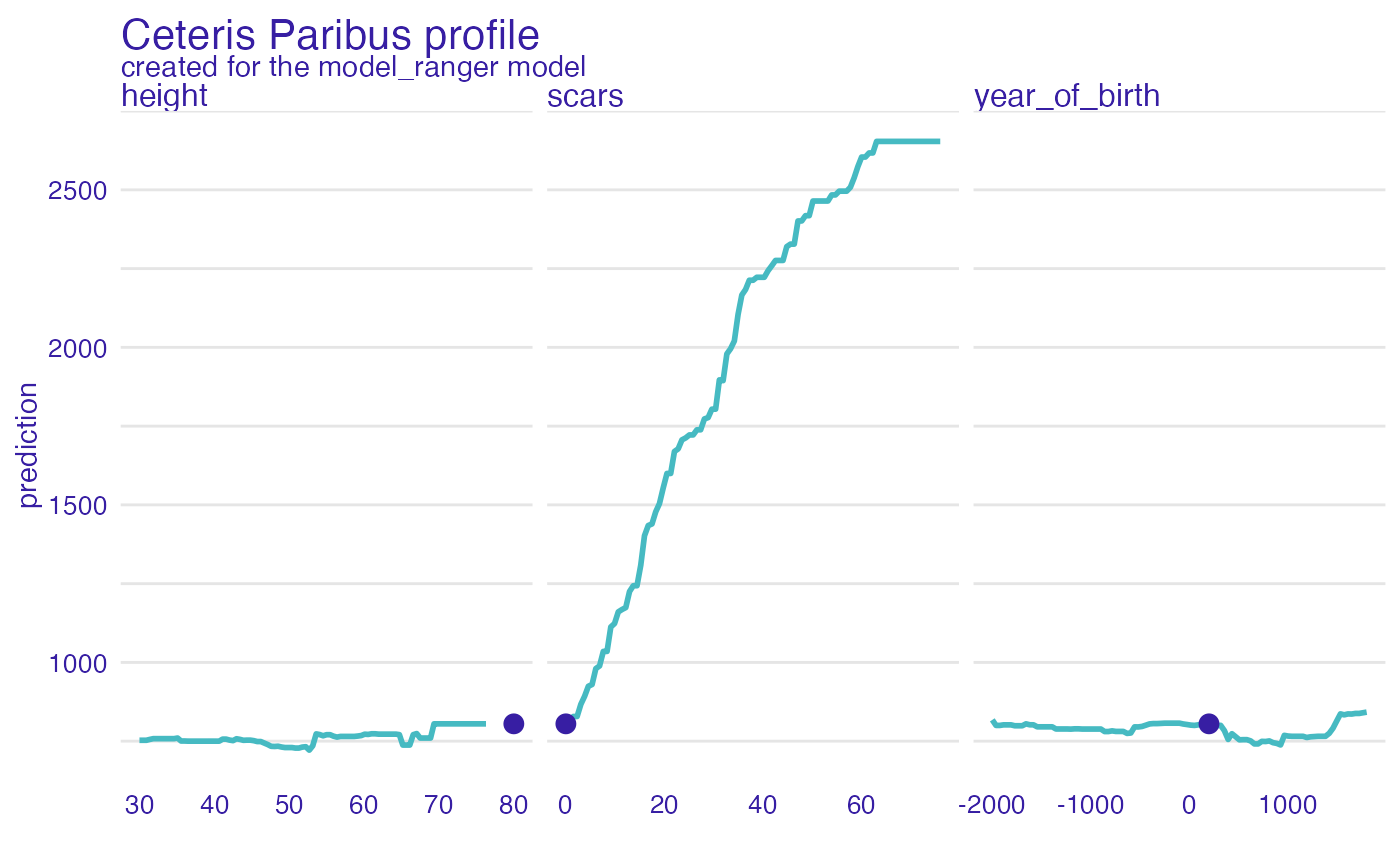 Ceteris Paribus profile
created for the model_ranger model
height scars year_of_birth
2500
2000
1500
1000
prediction
30 40 50 60 70 80 0 20 40 60 -2000 -1000 0 1000